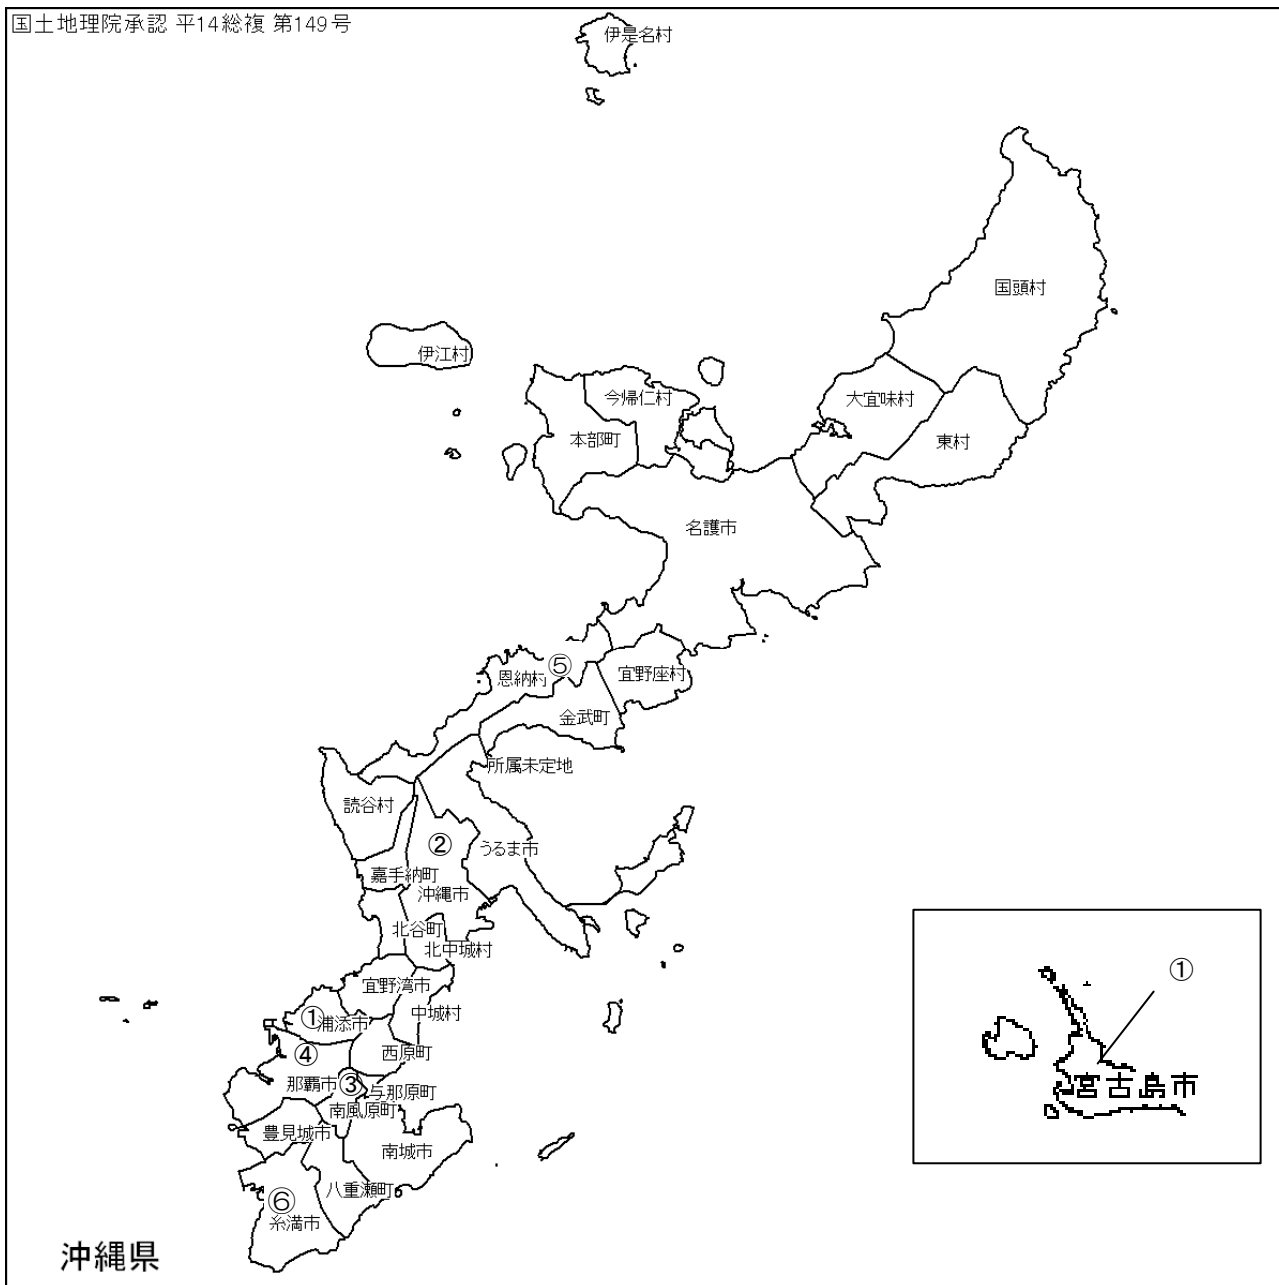 国土地理院承認 平14総複 第149号
伊是名村
国頭村
伊江村
今帰仁村
大宜味村
本部町
東村
名護市
⑤
恩納村
宜野座村
金武町
所属未定地
読谷村
②
うるま市
嘉手納町
沖縄市
北谷町
北中城村
①
宜野湾市
中城村
①
浦添市
④
西原町
那覇市
③
与那原町
宮古島市
南風原町
豊見城市
南城市
八重瀬町
⑥
糸満市
沖縄県